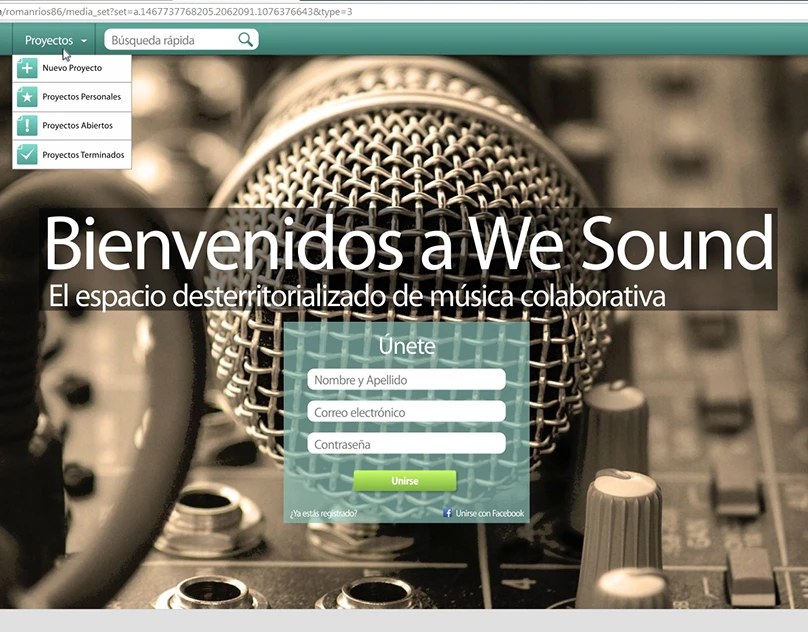 /romanrios86/media_set?set=a.1467737768205.2062091.1076376643&type=3
Proyectos
Búsqueda rápida
Nuevo Proyecto
Proyectos Personales
Proyectos Abiertos
Proyectos Terminados
Bienvenidos a We Sound
El espacio desterritorializado de música colaborativa
Únete
Nombre y Apellido
Correo electrónico
Contraseña
Unirse
¿Ya estás registrado?
f Unirse con Facebook
4